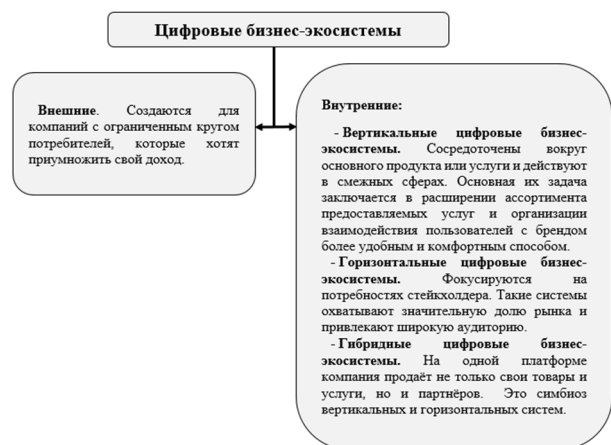 Цифровые бизнес-экосистемы
Внешние. Создаются для
компаний с ограниченным кругом
потребителей, которые хотят
приумножить свой доход.
Внутренние:
- Вертикальные цифровые бизнес-
экосистемы. Сосредоточены вокруг
основного продукта или услуги и действуют
в смежных сферах. Основная их задача
заключается в расширении ассортимента
предоставляемых услуг и организации
взаимодействия пользователей с брендом
более удобным и комфортным способом.
- Горизонтальные цифровые бизнес-
экосистемы. Фокусируются на
потребностях стейкхолдера. Такие системы
охватывают значительную долю рынка и
привлекают широкую аудиторию.
- Гибридные цифровые бизнес-
экосистемы. На одной платформе
компания продаёт не только свои товары и
услуги, но и партнёров. Это симбиоз
вертикальных и горизонтальных систем.